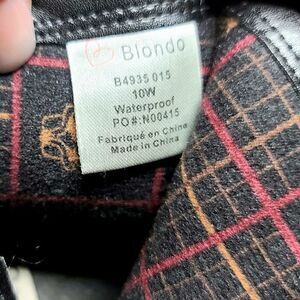 Blondo
B4935 015
10W
Waterproof
PO#:N00415
Fabriqué en Chine
Made in China